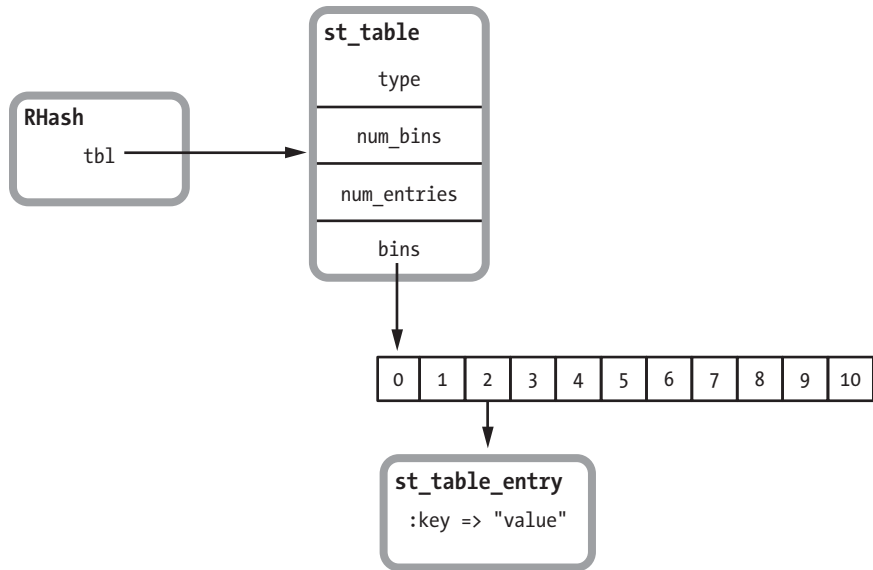 st_table
type
num_bins
num_entries
bins
RHash
tbl
0 1 2 3 4 5 6 7 8 9 10
st_table_entry
:key => "value"